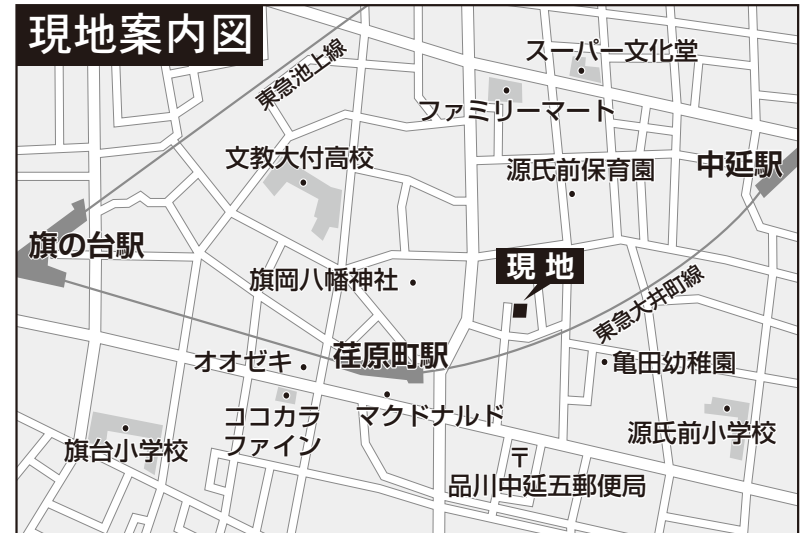 現地案内図
スーパー文化堂
東急池上線
ファミリーマート
文教大付高校
源氏前保育園
中延駅
旗の台駅
旗岡八幡神社
現地
東急大井町線
オオゼキ
荏原町駅
亀田幼稚園
ココカラ
ファイン
マクドナルド
旗台小学校
源氏前小学校
〒
品川中延五郵便局